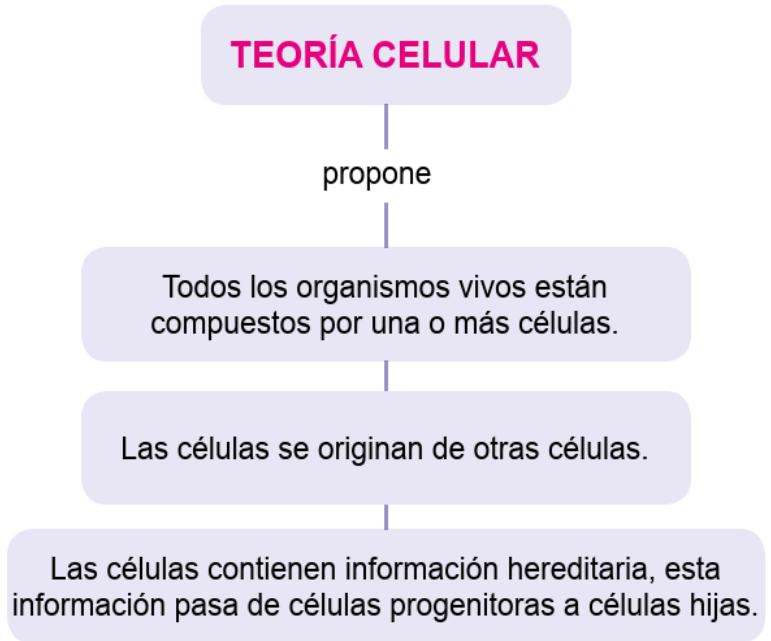 TEORÍA CELULAR
propone
Todos los organismos vivos están
compuestos por una o más células.
Las células se originan de otras células.
Las células contienen información hereditaria, esta
información pasa de células progenitoras a células hijas.